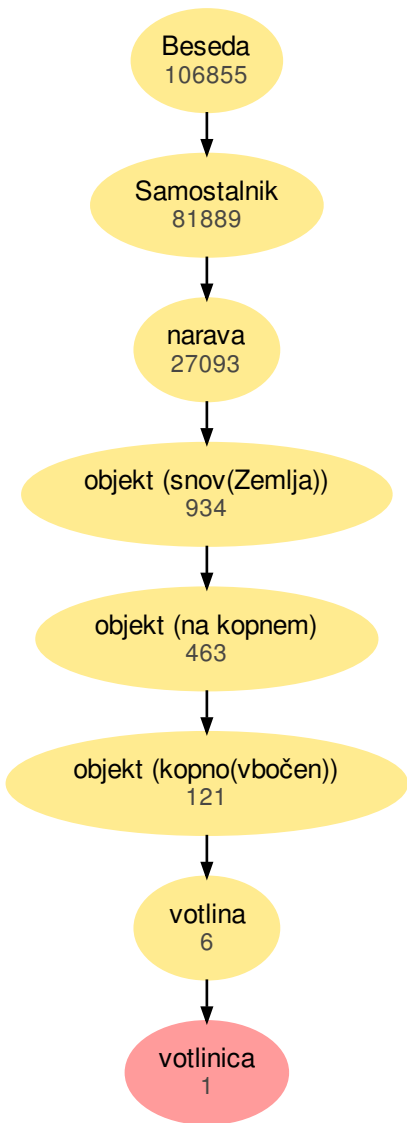 Beseda
106855
Samostalnik
81889
narava
27093
objekt (snov(Zemlja))
934
objekt (na kopnem)
463
objekt (kopno(vbočen))
121
votlina
6
votlinica
1